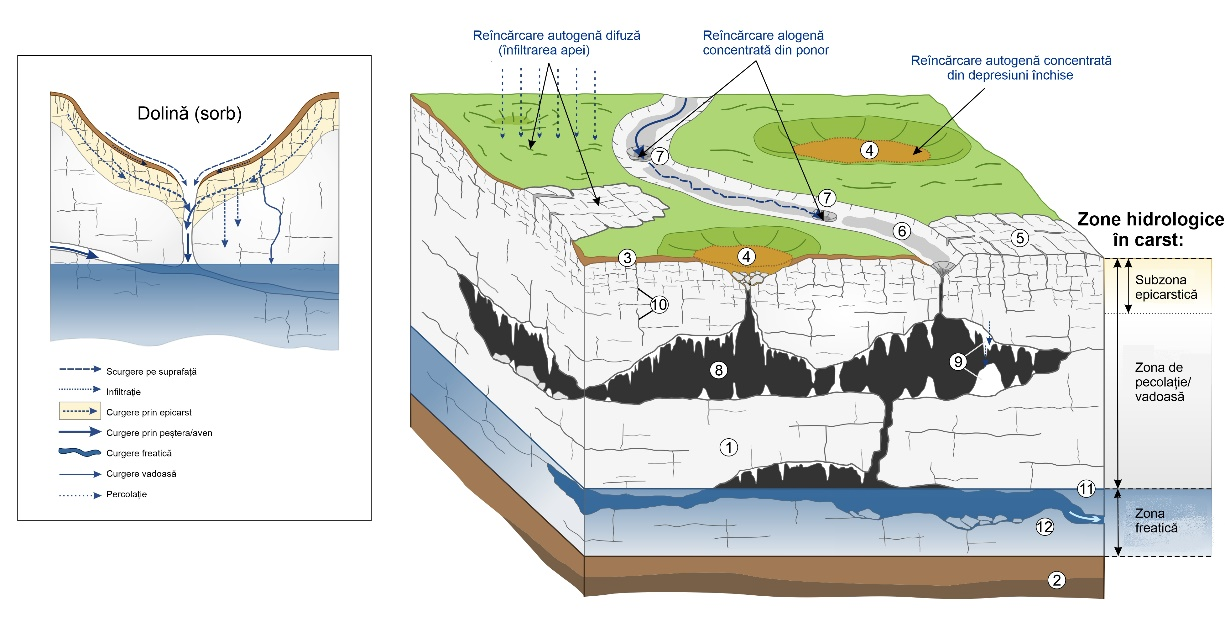 Dolină (sorb)
Scurgere pe suprafață
Infiltrație
Curgere prin epicarst
Curgere prin peștera/aven
Curgere freatică
Curgere vadoasă
Percolație
Reîncărcare autogenă difuză
(înfiltrarea apei)
Reîncărcare alogenă
concentrată din ponor
Reîncărcare autogenă concentrată
din depresiuni închise
4
7
7
6
5
3
4
10
8
9
1
11
12
2
Zone hidrologice
în carst:
Subzona
epicarstică
Zona de
pecolație/
vadoasă
Zona
freatică